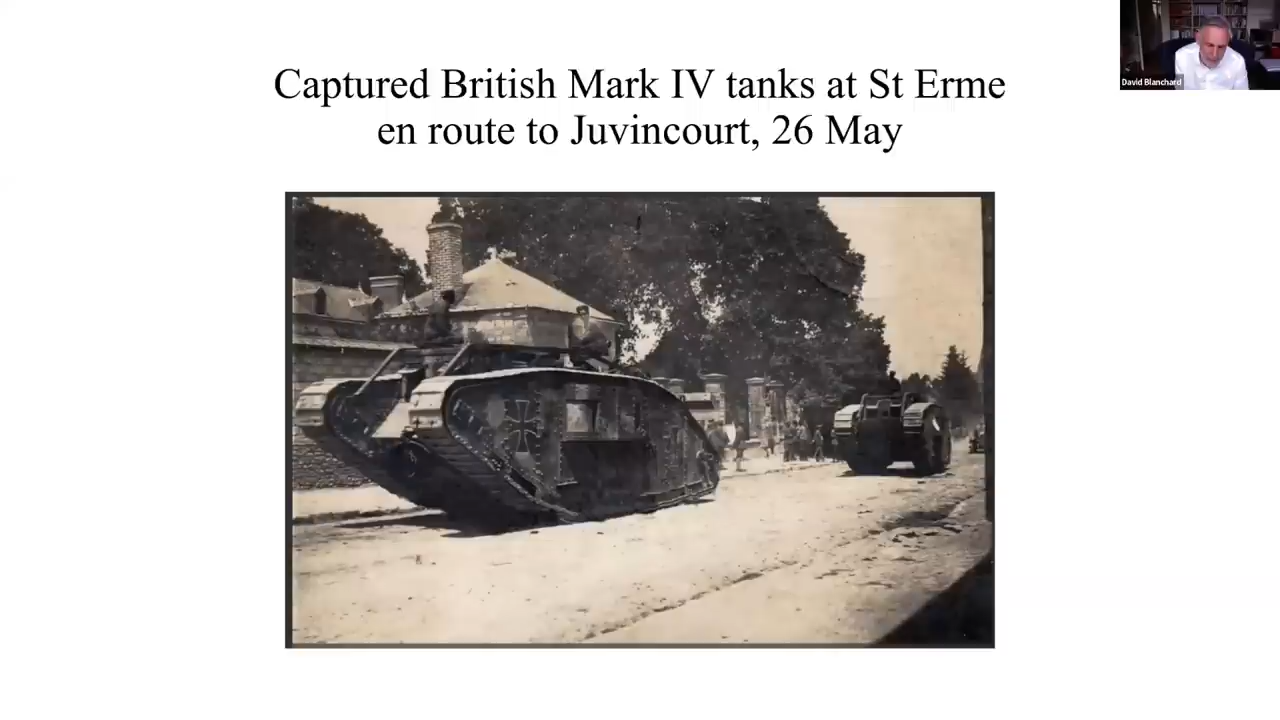 Captured British Mark IV tanks at St Erme
en route to Juvincourt, 26 May
David Blanchard